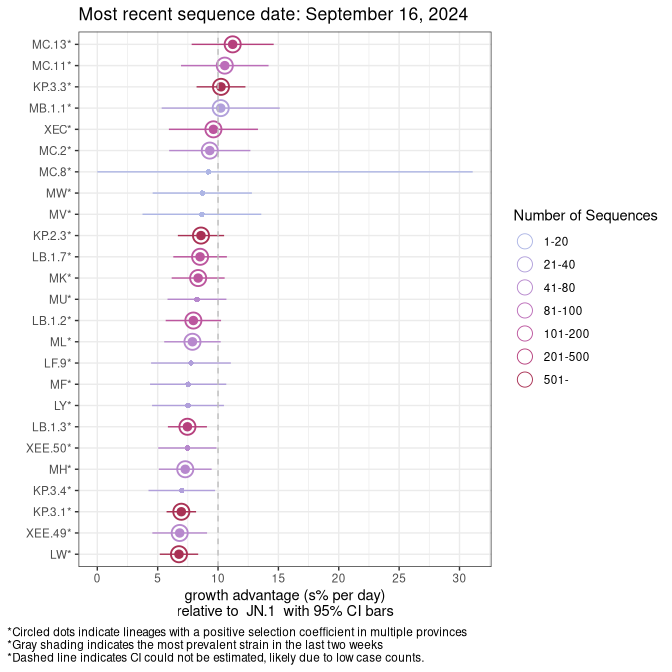 Most recent sequence date: September 16, 2024
MC.13*
MC.11*
KP.3.3*
MB.1.1*
XEC*
MC.2*
MC.8*
MW*
MV*
KP.2.3*
LB.1.7*
MK*
MU*
LB.1.2*
ML*
LF.9*
MF*
LY*
LB.1.3*
XEE.50*
MH*
KP.3.4*
KP.3.1*
XEE.49*
LW*
0 5 10 15 20 25 30
growth advantage (s% per day)
relative to JN.1 with 95% CI bars
Number of Sequences
1-20
21-40
41-80
81-100
101-200
201-500
501-
*Circled dots indicate lineages with a positive selection coefficient in multiple provinces
*Gray shading indicates the most prevalent strain in the last two weeks
*Dashed line indicates CI could not be estimated, likely due to low case counts.